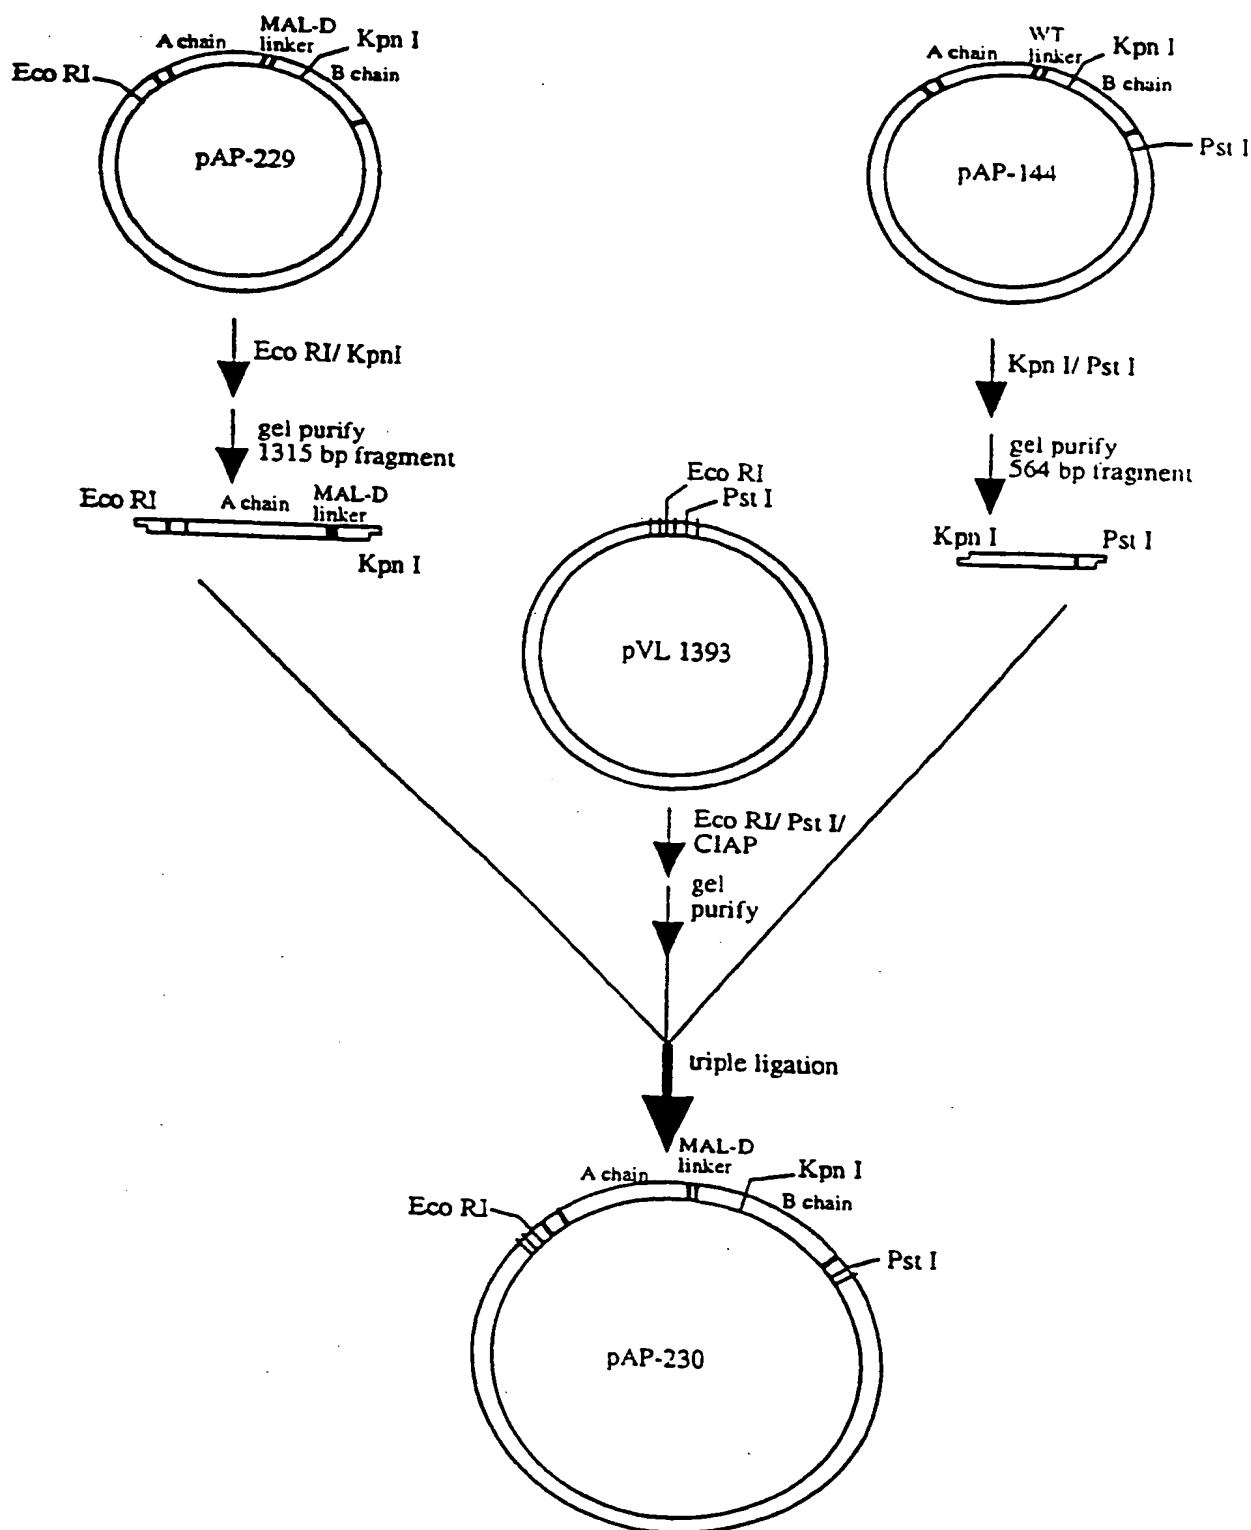 MAL-D
linker
A chain
Kpn I
Eco RI
B chain
pAP-229
WT
linker
A chain
Kpn I
B chain
Pst I
pAP-144
Eco RI/ KpnI
gel purify
1315 bp fragment
Kpn I/ Pst I
gel purify
564 bp fragment
Eco RI
A chain
MAL-D
linker
Kpn I
Eco RI
Pst I
Kpn I
Pst I
pVL 1393
Eco RI/ Pst I/
CIAP
gel
purify
triple ligation
MAL-D
linker
A chain
Kpn I
Eco RI
B chain
Pst I
pAP-230